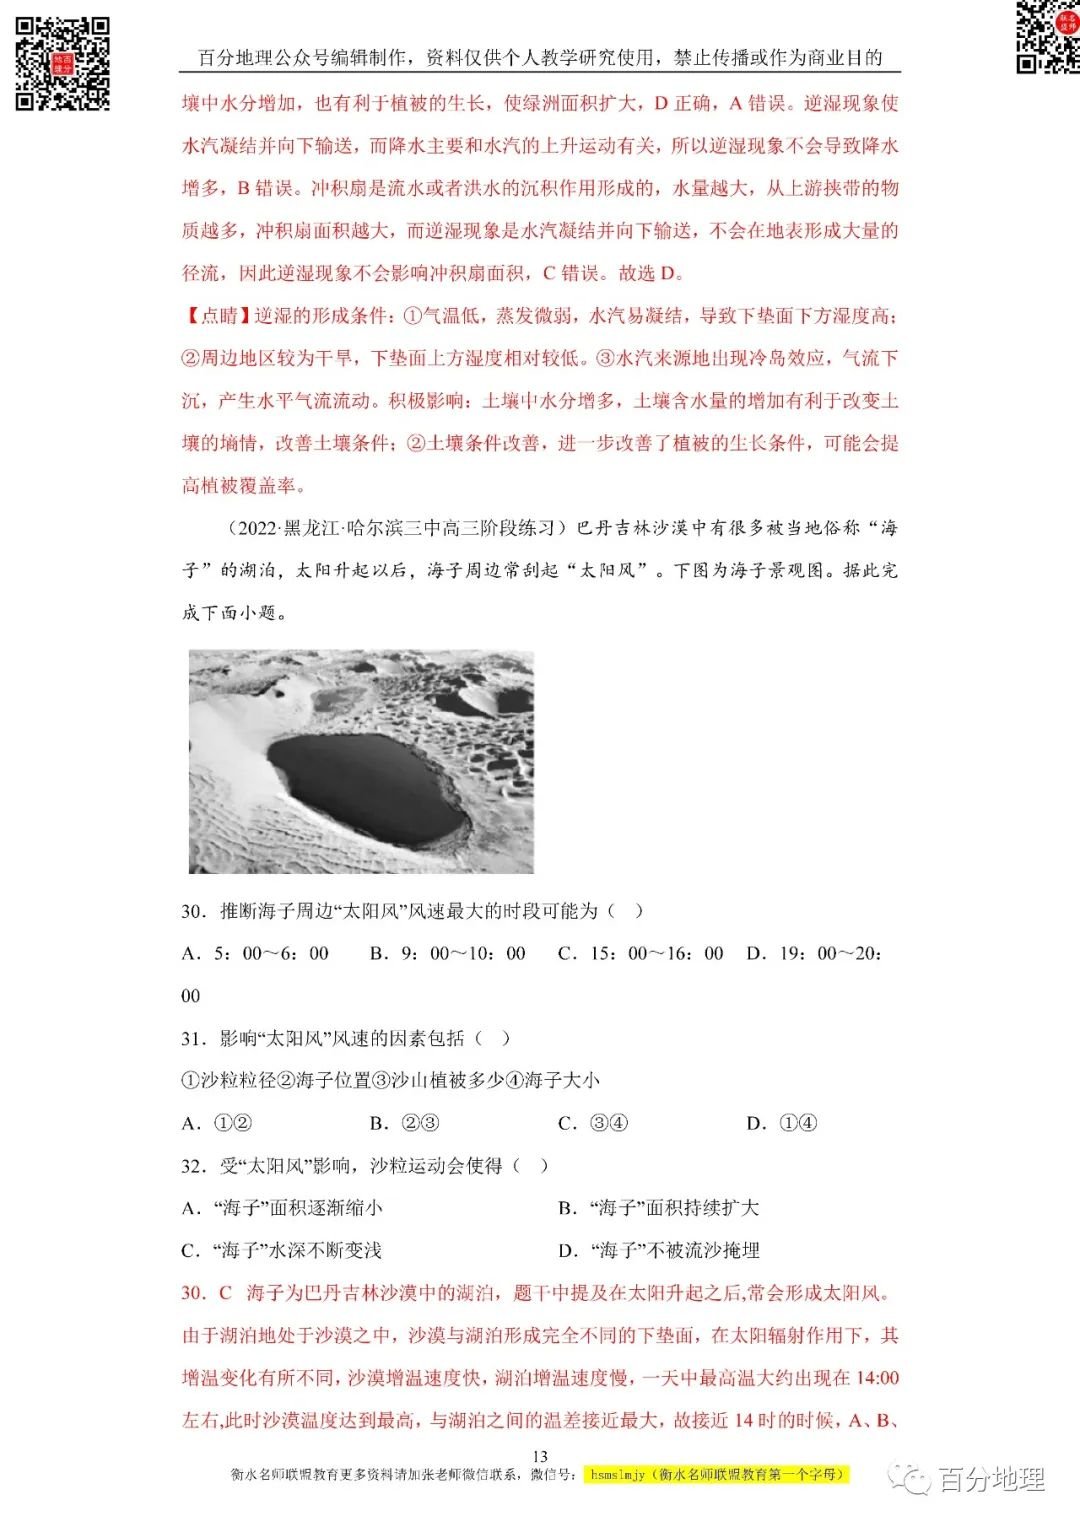 百分地理公众号编辑制作，资料仅供个人教学研究使用，禁止传播或作为商业目的
壤中水分增加，也有利于植被的生长，使绿洲面积扩大，D 正确，A 错误。逆湿现象使
水汽凝结并向下输送，而降水主要和水汽的上升运动有关，所以逆湿现象不会导致降水
增多，B 错误。冲积扇是流水或者洪水的沉积作用形成的，水量越大，从上游挟带的物
质越多，冲积扇面积越大，而逆湿现象是水汽凝结并向下输送，不会在地表形成大量的
径流，因此逆湿现象不会影响冲积扇面积，C 错误。故选 D。
【点睛】逆湿的形成条件：①气温低，蒸发微弱，水汽易凝结，导致下垫面下方湿度高；
②周边地区较为干旱，下垫面上方湿度相对较低。③水汽来源地出现冷岛效应，气流下
沉，产生水平气流流动。积极影响：土壤中水分增多，土壤含水量的增加有利于改变土
壤的墒情，改善土壤条件；②土壤条件改善，进一步改善了植被的生长条件，可能会提
高植被覆盖率。
（2022·黑龙江·哈尔滨三中高三阶段练习）巴丹吉林沙漠中有很多被当地俗称“海
子”的湖泊，太阳升起以后，海子周边常刮起“太阳风”。下图为海子景观图。据此完
成下面小题。
30．推断海子周边“太阳风”风速最大的时段可能为（ ）
A．5：00～6：00 B．9：00～10：00 C．15：00～16：00 D．19：00～20：
00
31．影响“太阳风”风速的因素包括（ ）
①沙粒粒径②海子位置③沙山植被多少④海子大小
A．①② B．②③ C．③④ D．①④
32．受“太阳风”影响，沙粒运动会使得（ ）
A．“海子”面积逐渐缩小 B．“海子”面积持续扩大
C．“海子”水深不断变浅 D．“海子”不被流沙掩埋
30．C 海子为巴丹吉林沙漠中的湖泊，题干中提及在太阳升起之后,常会形成太阳风。
由于湖泊地处于沙漠之中，沙漠与湖泊形成完全不同的下垫面，在太阳辐射作用下，其
增温变化有所不同，沙漠增温速度快，湖泊增温速度慢，一天中最高温大约出现在 14:00
左右,此时沙漠温度达到最高，与湖泊之间的温差接近最大，故接近 14 时的时候，A、B、
13
衡水名师联盟教育更多资料请加张老师微信联系，微信号： hsmslmjy（衡水名师联盟教育第一个字母）
百分地理